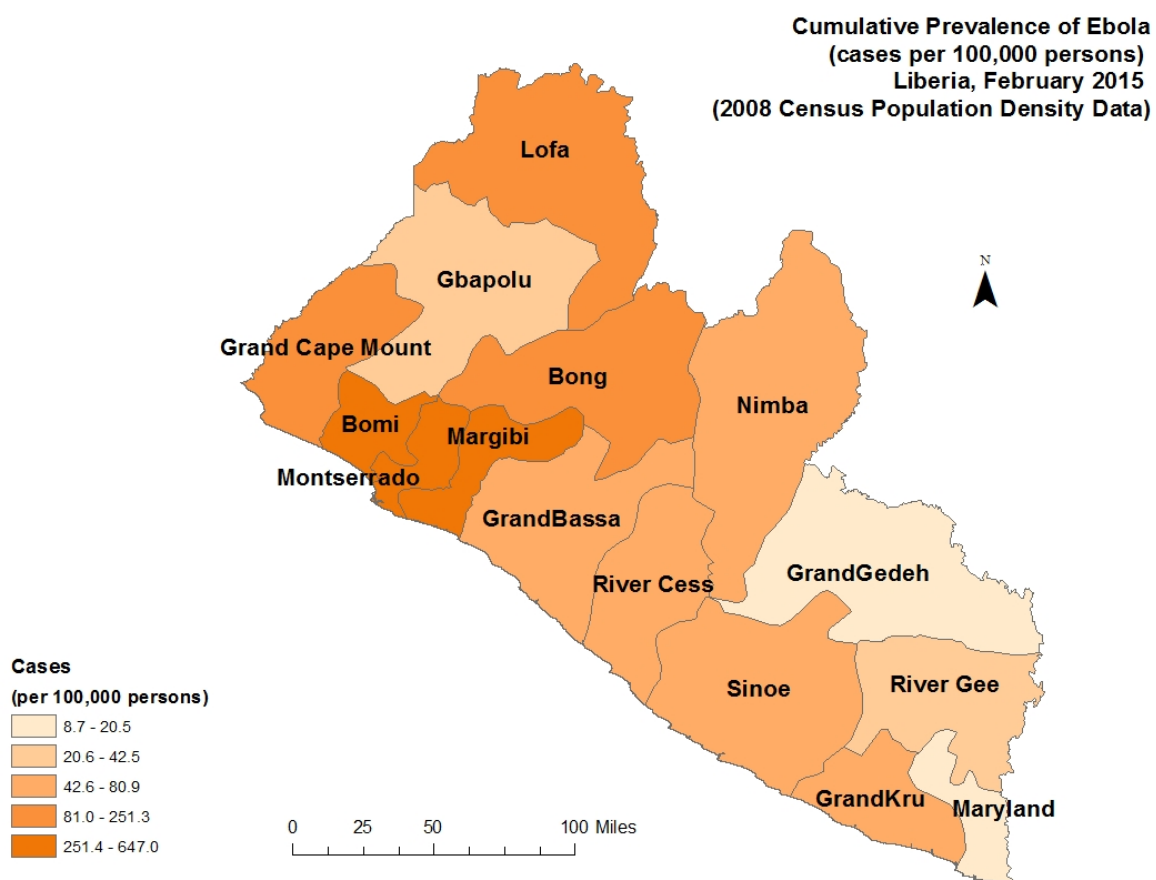 Cumulative Prevalence of Ebola
(cases per 100,000 persons)
Liberia, February 2015
(2008 Census Population Density Data)
Lofa
N
Gbapolu
Grand Cape Mount
Bong
Nimba
Bomi
Margibi
Montserrado
GrandBassa
GrandGedeh
River Cess
River Gee
Sinoe
GrandKru
Maryland
Cases
(per 100,000 persons)
8.7 - 20.5
20.6 - 42.5
42.6 - 80.9
81.0 - 251.3
251.4 - 647.0
0 25 50 100 Miles